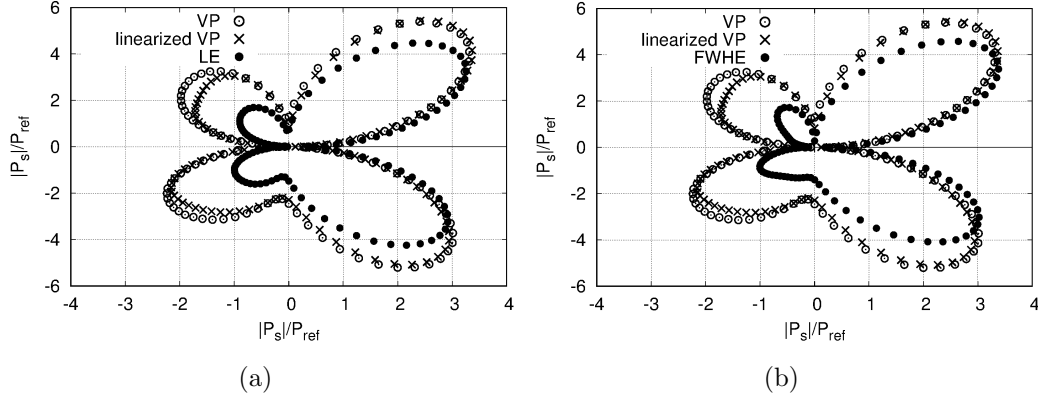 6
4
2
0
-2
-4
-6
-4 -3 -2 -1 0 1 2 3 4
|Ps|/Pref
|Ps|/Pref
VP
linearized VP
LE
(a)
6
4
2
0
-2
-4
-6
-4 -3 -2 -1 0 1 2 3 4
|Ps|/Pref
|Ps|/Pref
VP
linearized VP
FWHE
(b)